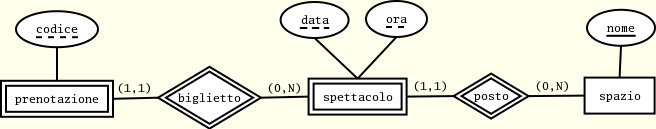 codice
data
ora
nome
prenotazione
(1,1)
biglietto
(0,N)
spettacolo
(1,1)
posto
(0,N)
spazio